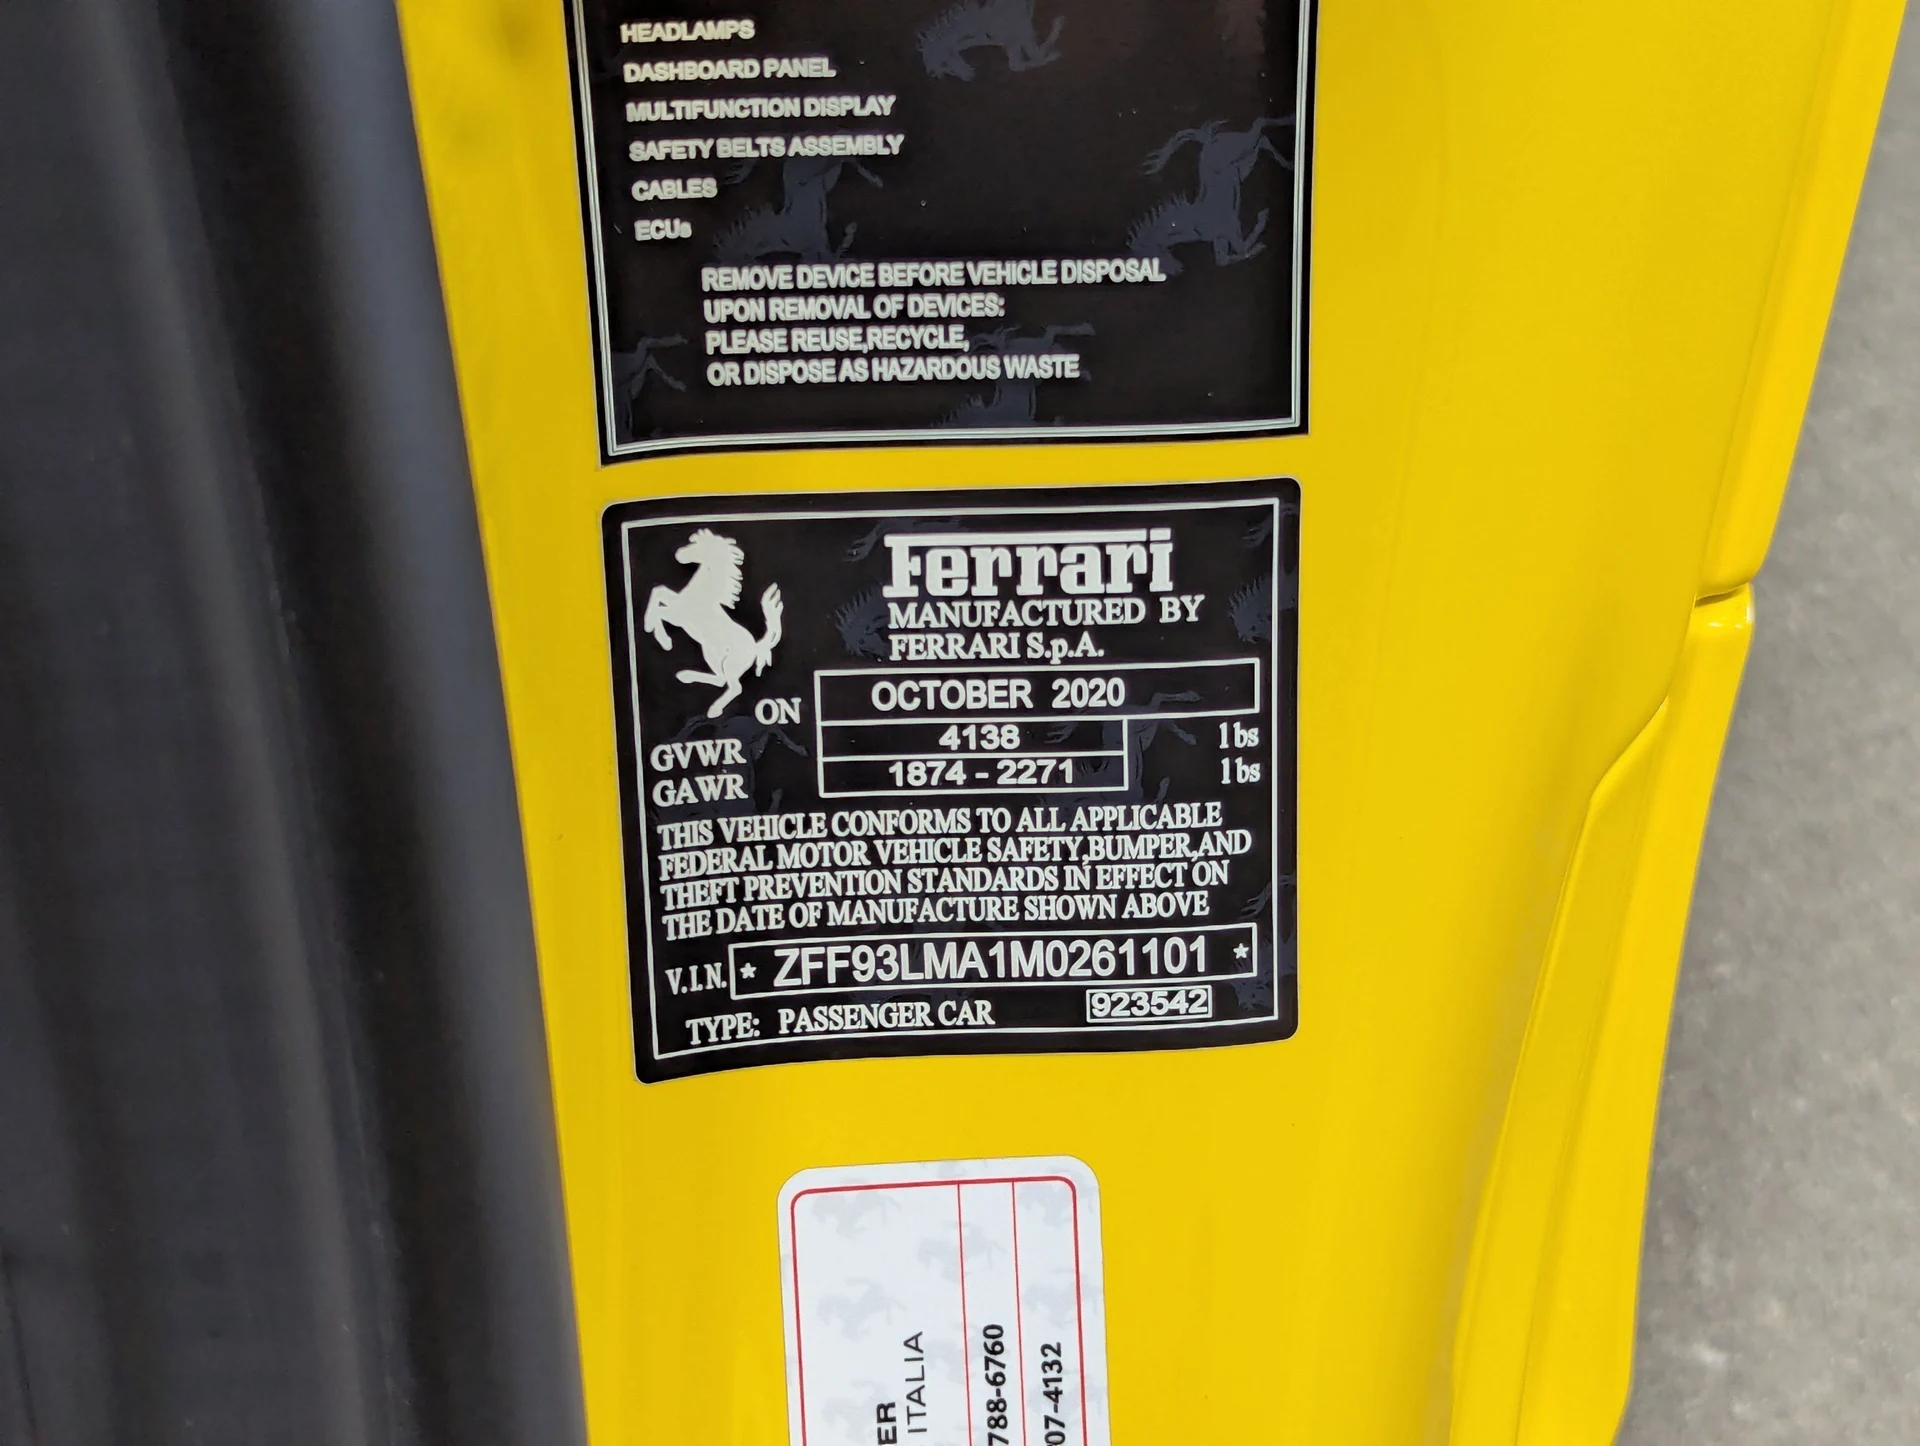 HEADLAMPS
DASHBOARD PANEL
MULTIFUNCTION DISPLAY
SAFETY BELTS ASSEMBLY
CABLES
ECUs
REMOVE DEVICE BEFORE VEHICLE DISPOSAL
UPON REMOVAL OF DEVICES:
PLEASE REUSE,RECYCLE,
OR DISPOSE AS HAZARDOUS WASTE
Ferrari
MANUFACTURED BY
FERRARI S.p.A.
ON OCTOBER 2020
GVWR 4138 lbs
GAWR 1874 - 2271 lbs
THIS VEHICLE CONFORMS TO ALL APPLICABLE
FEDERAL MOTOR VEHICLE SAFETY,BUMPER,AND
THEFT PREVENTION STANDARDS IN EFFECT ON
THE DATE OF MANUFACTURE SHOWN ABOVE
V.I.N. * ZFF93LMA1M0261101 *
TYPE: PASSENGER CAR 923542
ER
ITALIA
788-6760
07-4132